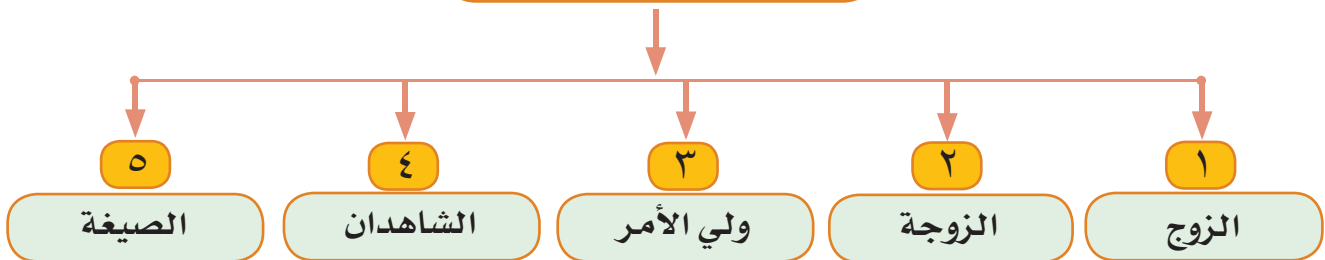 ١
الزوج
٢
الزوجة
٣
ولي الأمر
٤
الشاهدان
٥
الصيغة